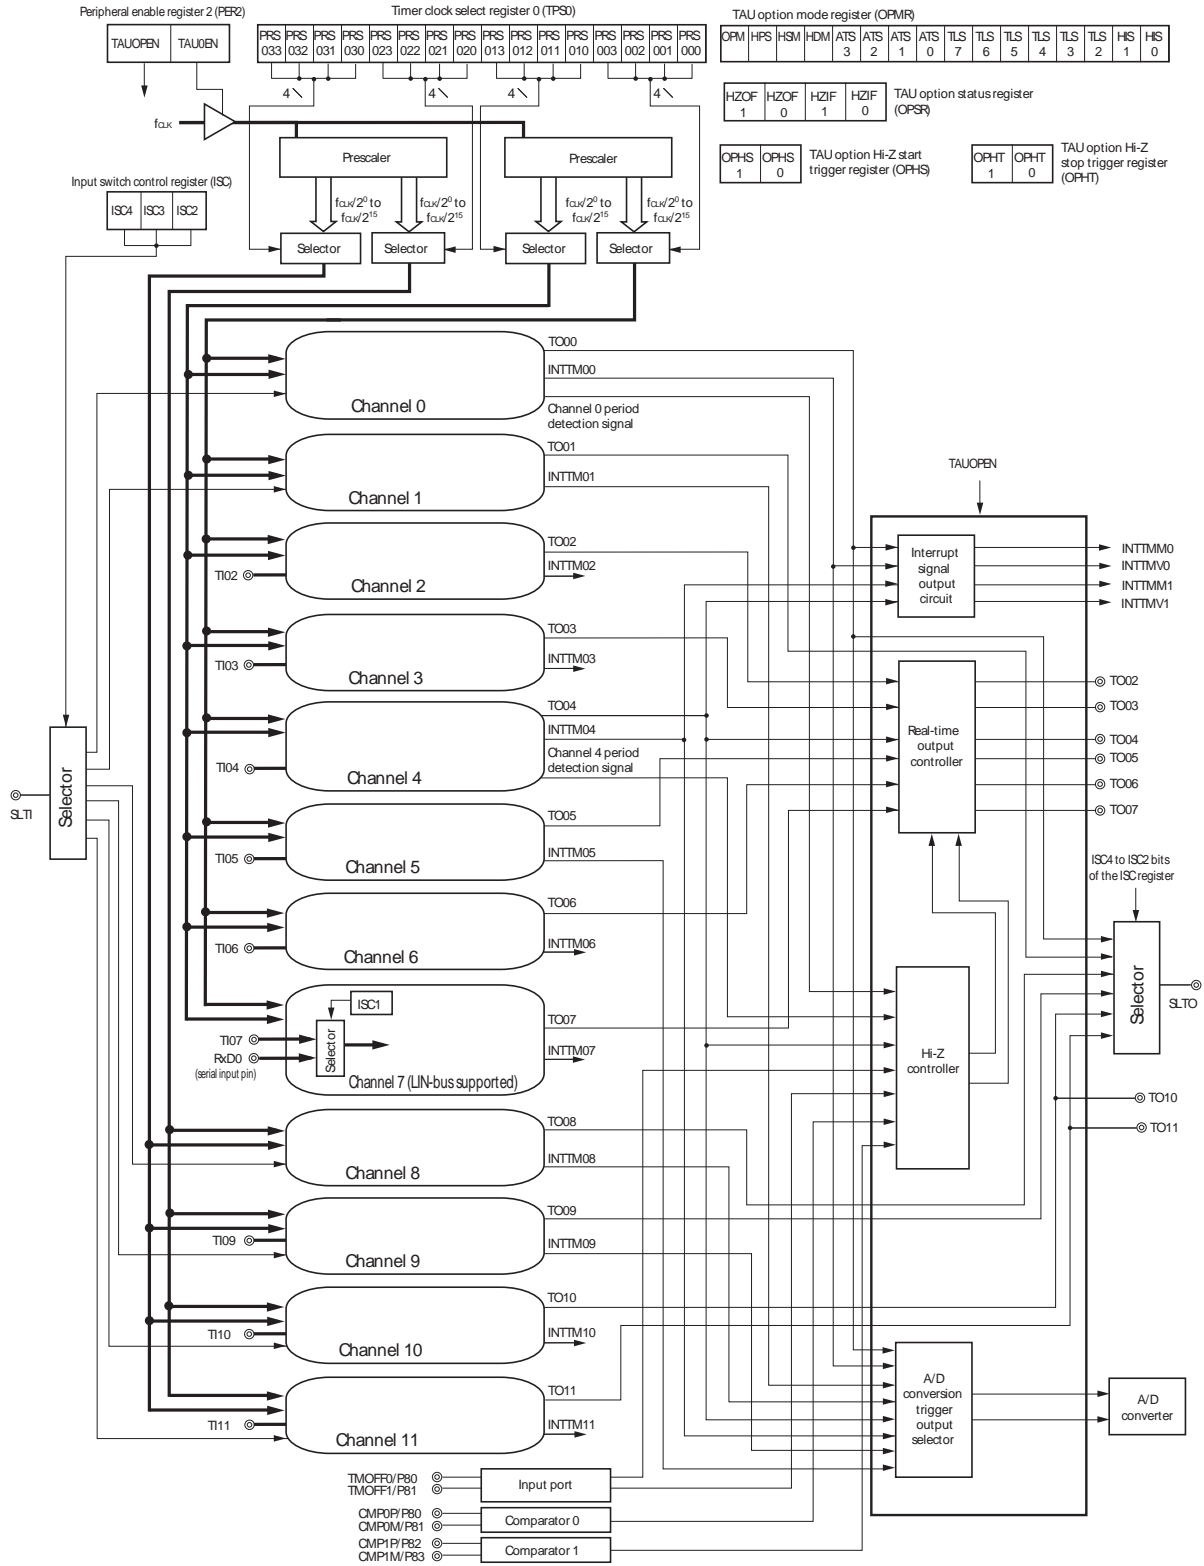 Peripheral enable register 2 (PER2)
TAUOPEN TAU0EN
Timer clock select register 0 (TPS0)
PRS PRS PRS PRS PRS PRS PRS PRS PRS PRS PRS PRS PRS PRS PRS PRS
033 032 031 030 023 022 021 020 013 012 011 010 003 002 001 000
4 4 4 4
TAU option mode register (OPMR)
OPM HPS HSM HDM ATS ATS ATS ATS TLS TLS TLS TLS TLS TLS HIS HIS
3 2 1 0 7 6 5 4 3 2 1 0
HZOF HZOF HZIF HZIF
1 0 1 0
TAU option status register
(OPSR)
OPHS OPHS
1 0
TAU option Hi-Z start
trigger register (OPHS)
OPHT OPHT
1 0
TAU option Hi-Z
stop trigger register
(OPHT)
fCLK
Prescaler
Prescaler
fCLK/2⁰ to
fCLK/2¹⁵
fCLK/2⁰ to
fCLK/2¹⁵
Selector
Selector
Selector
Selector
Input switch control register (ISC)
ISC4 ISC3 ISC2
SLTI
Selector
TO00
INTTM00
Channel 0
Channel 0 period
detection signal
TO01
INTTM01
Channel 1
TO02
INTTM02
TI02
Channel 2
TO03
INTTM03
TI03
Channel 3
TO04
INTTM04
Channel 4 period
detection signal
TI04
Channel 4
TO05
INTTM05
TI05
Channel 5
TO06
INTTM06
TI06
Channel 6
ISC1
TO07
TI07
Selector
INTTM07
RxD0
(serial input pin)
Channel 7 (LIN-bus supported)
TO08
INTTM08
Channel 8
TO09
INTTM09
TI09
Channel 9
TO10
INTTM10
TI10
Channel 10
TO11
INTTM11
TI11
Channel 11
TMOFF0/P80
TMOFF1/P81
Input port
CMP0P/P80
CMP0M/P81
Comparator 0
CMP1P/P82
CMP1M/P83
Comparator 1
TAUOPEN
Interrupt
signal
output
circuit
INTTMM0
INTTMV0
INTTMM1
INTTMV1
Real-time
output
controller
TO02
TO03
TO04
TO05
TO06
TO07
ISC4 to ISC2 bits
of the ISC register
Selector
SLTO
Hi-Z
controller
TO10
TO11
A/D
conversion
trigger
output
selector
A/D
converter